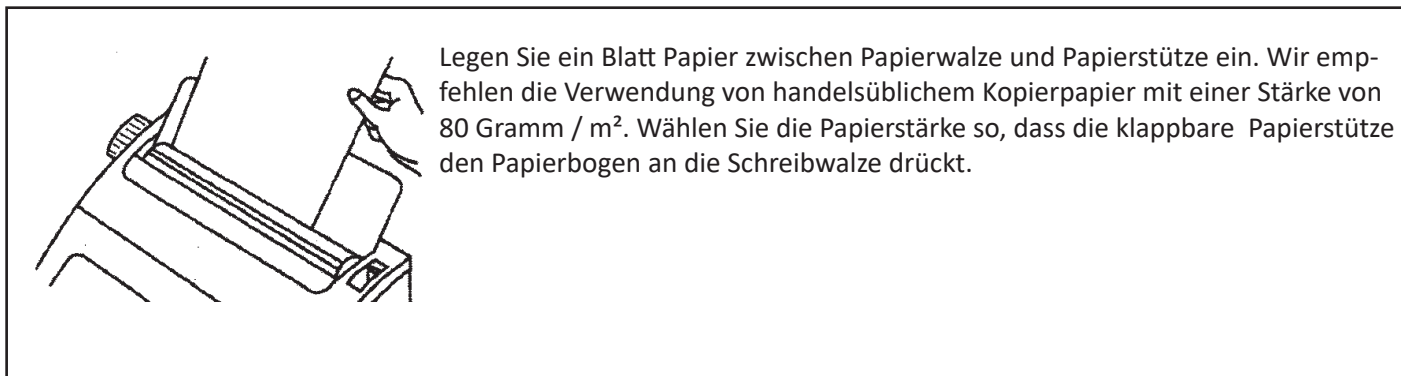 Legen Sie ein Blatt Papier zwischen Papierwalze und Papierstütze ein. Wir emp-
fehlen die Verwendung von handelsüblichem Kopierpapier mit einer Stärke von
80 Gramm / m². Wählen Sie die Papierstärke so, dass die klappbare  Papierstütze
den Papierbogen an die Schreibwalze drückt.